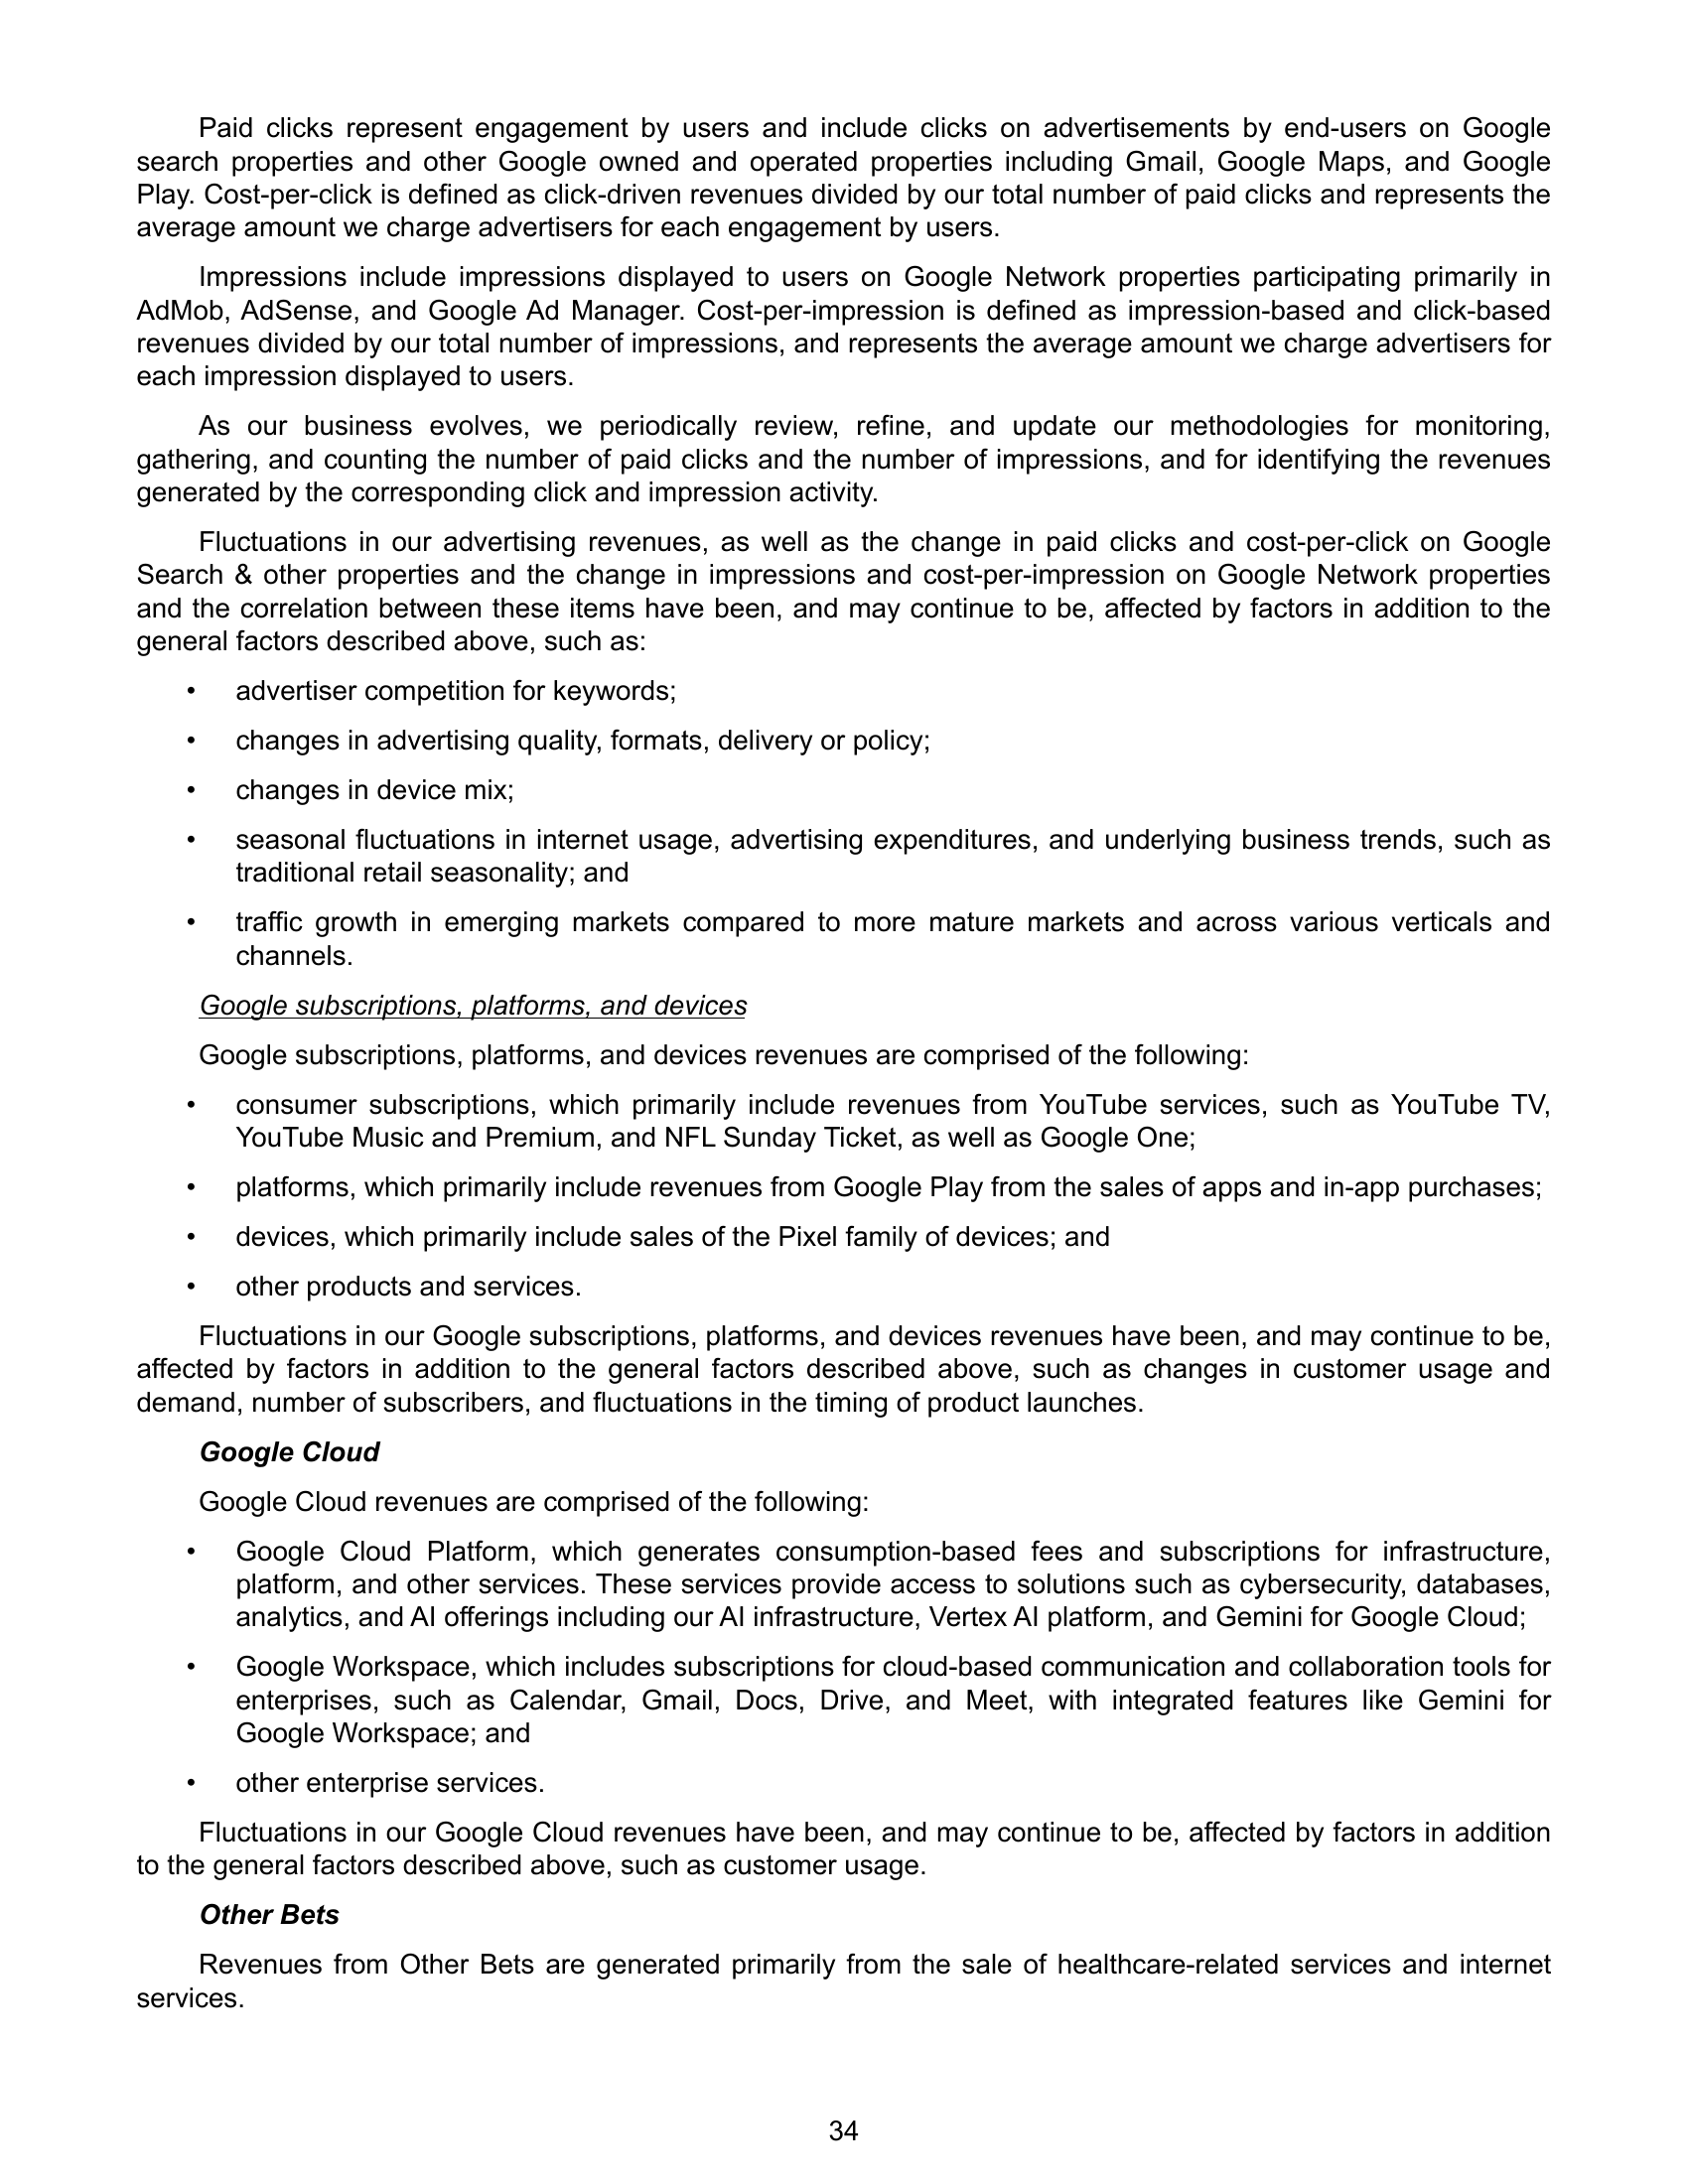 Paid clicks represent engagement by users and include clicks on advertisements by end-users on Google
search properties and other Google owned and operated properties including Gmail, Google Maps, and Google
Play. Cost-per-click is defined as click-driven revenues divided by our total number of paid clicks and represents the
average amount we charge advertisers for each engagement by users.
Impressions include impressions displayed to users on Google Network properties participating primarily in
AdMob, AdSense, and Google Ad Manager. Cost-per-impression is defined as impression-based and click-based
revenues divided by our total number of impressions, and represents the average amount we charge advertisers for
each impression displayed to users.
As our business evolves, we periodically review, refine, and update our methodologies for monitoring,
gathering, and counting the number of paid clicks and the number of impressions, and for identifying the revenues
generated by the corresponding click and impression activity.
Fluctuations in our advertising revenues, as well as the change in paid clicks and cost-per-click on Google
Search & other properties and the change in impressions and cost-per-impression on Google Network properties
and the correlation between these items have been, and may continue to be, affected by factors in addition to the
general factors described above, such as:
• advertiser competition for keywords;
• changes in advertising quality, formats, delivery or policy;
• changes in device mix;
• seasonal fluctuations in internet usage, advertising expenditures, and underlying business trends, such as
traditional retail seasonality; and
• traffic growth in emerging markets compared to more mature markets and across various verticals and
channels.
Google subscriptions, platforms, and devices
Google subscriptions, platforms, and devices revenues are comprised of the following:
• consumer subscriptions, which primarily include revenues from YouTube services, such as YouTube TV,
YouTube Music and Premium, and NFL Sunday Ticket, as well as Google One;
• platforms, which primarily include revenues from Google Play from the sales of apps and in-app purchases;
• devices, which primarily include sales of the Pixel family of devices; and
• other products and services.
Fluctuations in our Google subscriptions, platforms, and devices revenues have been, and may continue to be,
affected by factors in addition to the general factors described above, such as changes in customer usage and
demand, number of subscribers, and fluctuations in the timing of product launches.
Google Cloud
Google Cloud revenues are comprised of the following:
• Google Cloud Platform, which generates consumption-based fees and subscriptions for infrastructure,
platform, and other services. These services provide access to solutions such as cybersecurity, databases,
analytics, and AI offerings including our AI infrastructure, Vertex AI platform, and Gemini for Google Cloud;
• Google Workspace, which includes subscriptions for cloud-based communication and collaboration tools for
enterprises, such as Calendar, Gmail, Docs, Drive, and Meet, with integrated features like Gemini for
Google Workspace; and
• other enterprise services.
Fluctuations in our Google Cloud revenues have been, and may continue to be, affected by factors in addition
to the general factors described above, such as customer usage.
Other Bets
Revenues from Other Bets are generated primarily from the sale of healthcare-related services and internet
services.
34